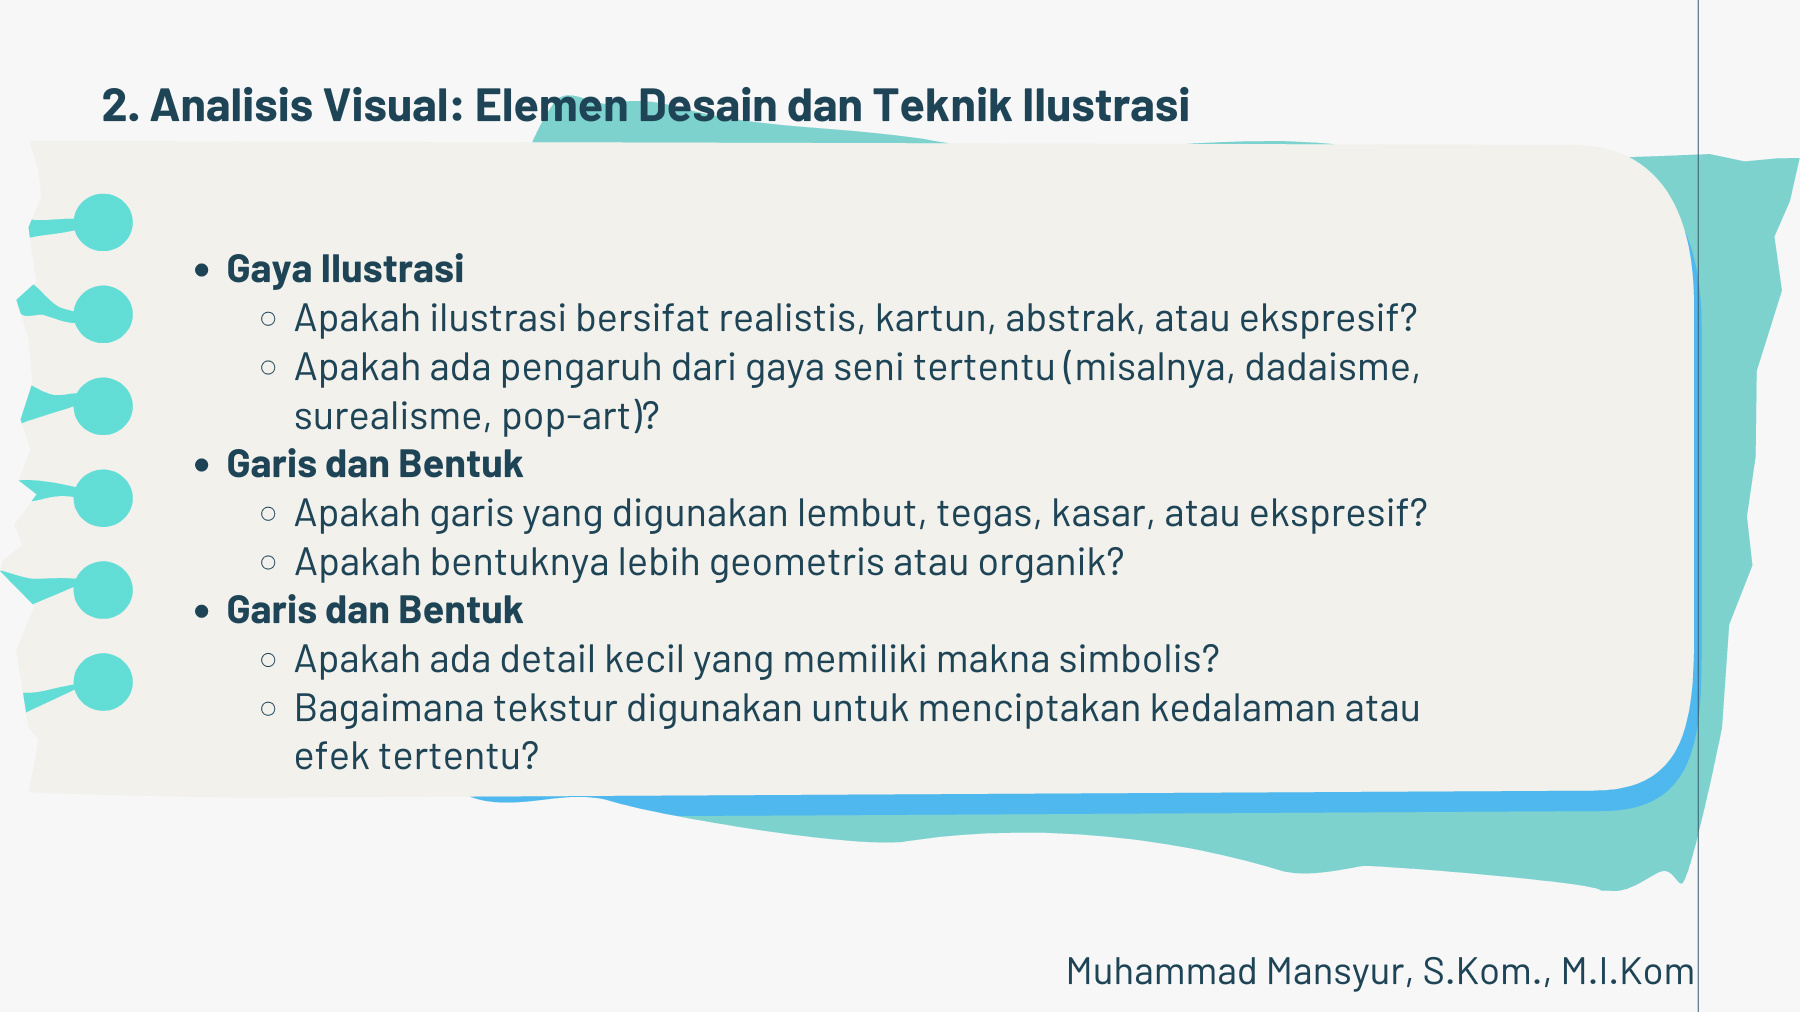 2. Analisis Visual: Elemen Desain dan Teknik Ilustrasi
• Gaya Ilustrasi
○ Apakah ilustrasi bersifat realistis, kartun, abstrak, atau ekspresif?
○ Apakah ada pengaruh dari gaya seni tertentu (misalnya, dadaisme,
surealisme, pop-art)?
• Garis dan Bentuk
○ Apakah garis yang digunakan lembut, tegas, kasar, atau ekspresif?
○ Apakah bentuknya lebih geometris atau organik?
• Garis dan Bentuk
○ Apakah ada detail kecil yang memiliki makna simbolis?
○ Bagaimana tekstur digunakan untuk menciptakan kedalaman atau
efek tertentu?
Muhammad Mansyur, S.Kom., M.I.Kom